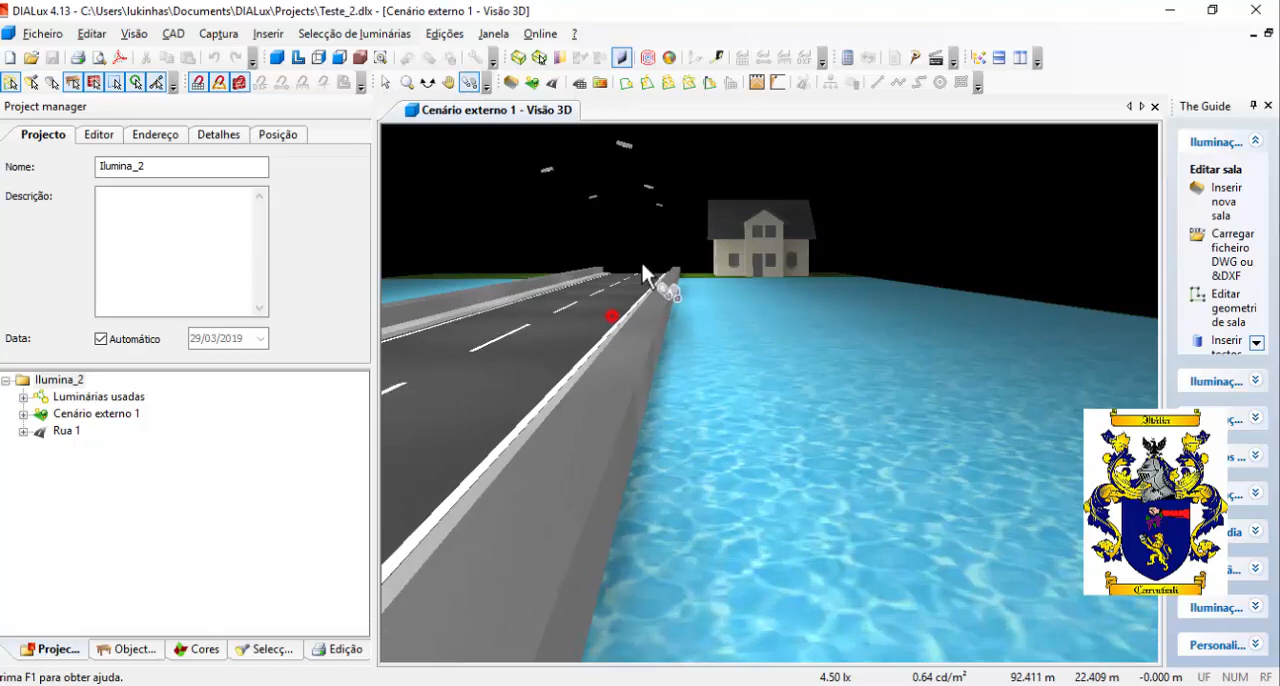 DIALux 4.13 - C:\Users\lukinhas\Documents\DIALux\Projects\Teste_2.dlx - [Cenário externo 1 - Visão 3D]
Ficheiro Editar Visão CAD Captura Inserir Selecção de luminárias Edições Janela Online ?
Project manager
Cenário externo 1 - Visão 3D
The Guide
Projecto Editor Endereço Detalhes Posição
Nome: Ilumina_2
Descrição:
Data: Automático 29/03/2019
Ilumina_2
Luminárias usadas
Cenário externo 1
Rua 1
Iluminaç...
Editar sala
Inserir
nova
sala
Carregar
ficheiro
DWG ou
&DXF
Editar
geometri
de sala
Inserir
Iluminaç...
ç...
os ...
ç...
dia
ã...
Iluminaç...
Personali...
Projec... Object... Cores Selecç... Edição
rima F1 para obter ajuda.
4.50 lx 0.64 cd/m² 92.411 m 22.409 m -0.000 m UF NUM RF